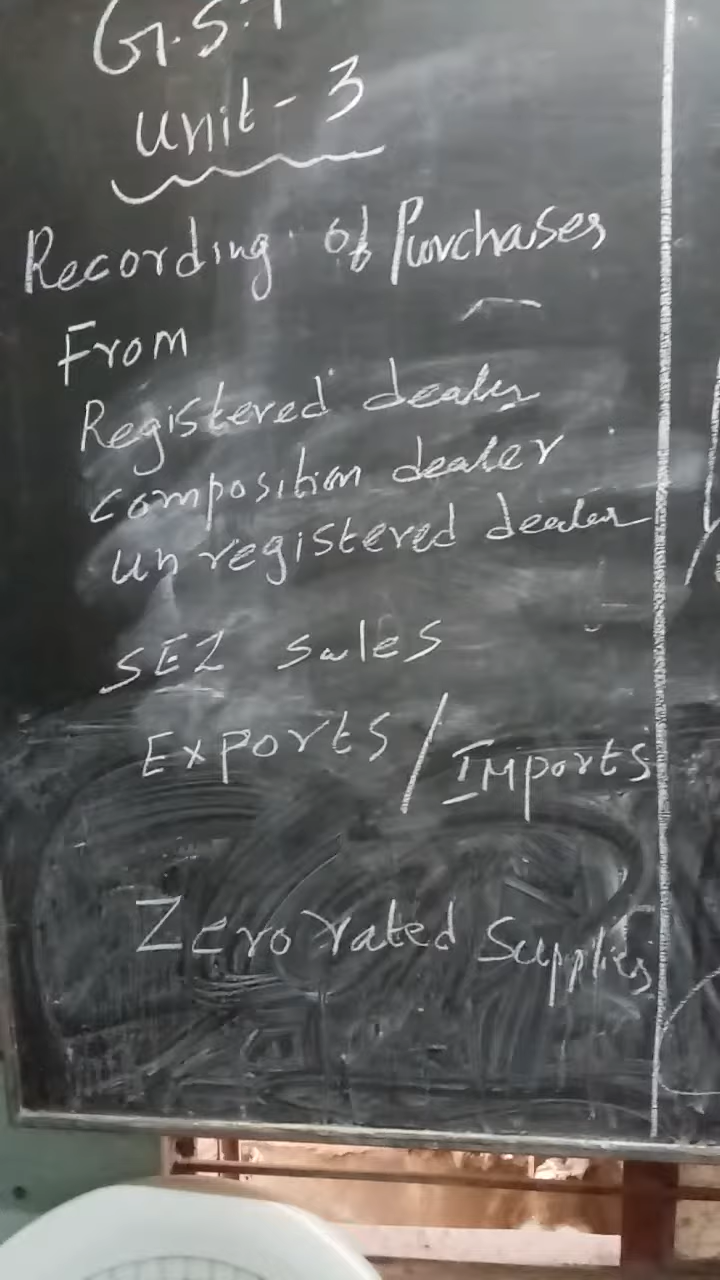 G.S.T
Unit - 3
Recording of Purchases
From
Registered dealer
composition dealer
un registered dealer
SEZ sales
Exports / Imports
Zero rated Supplies